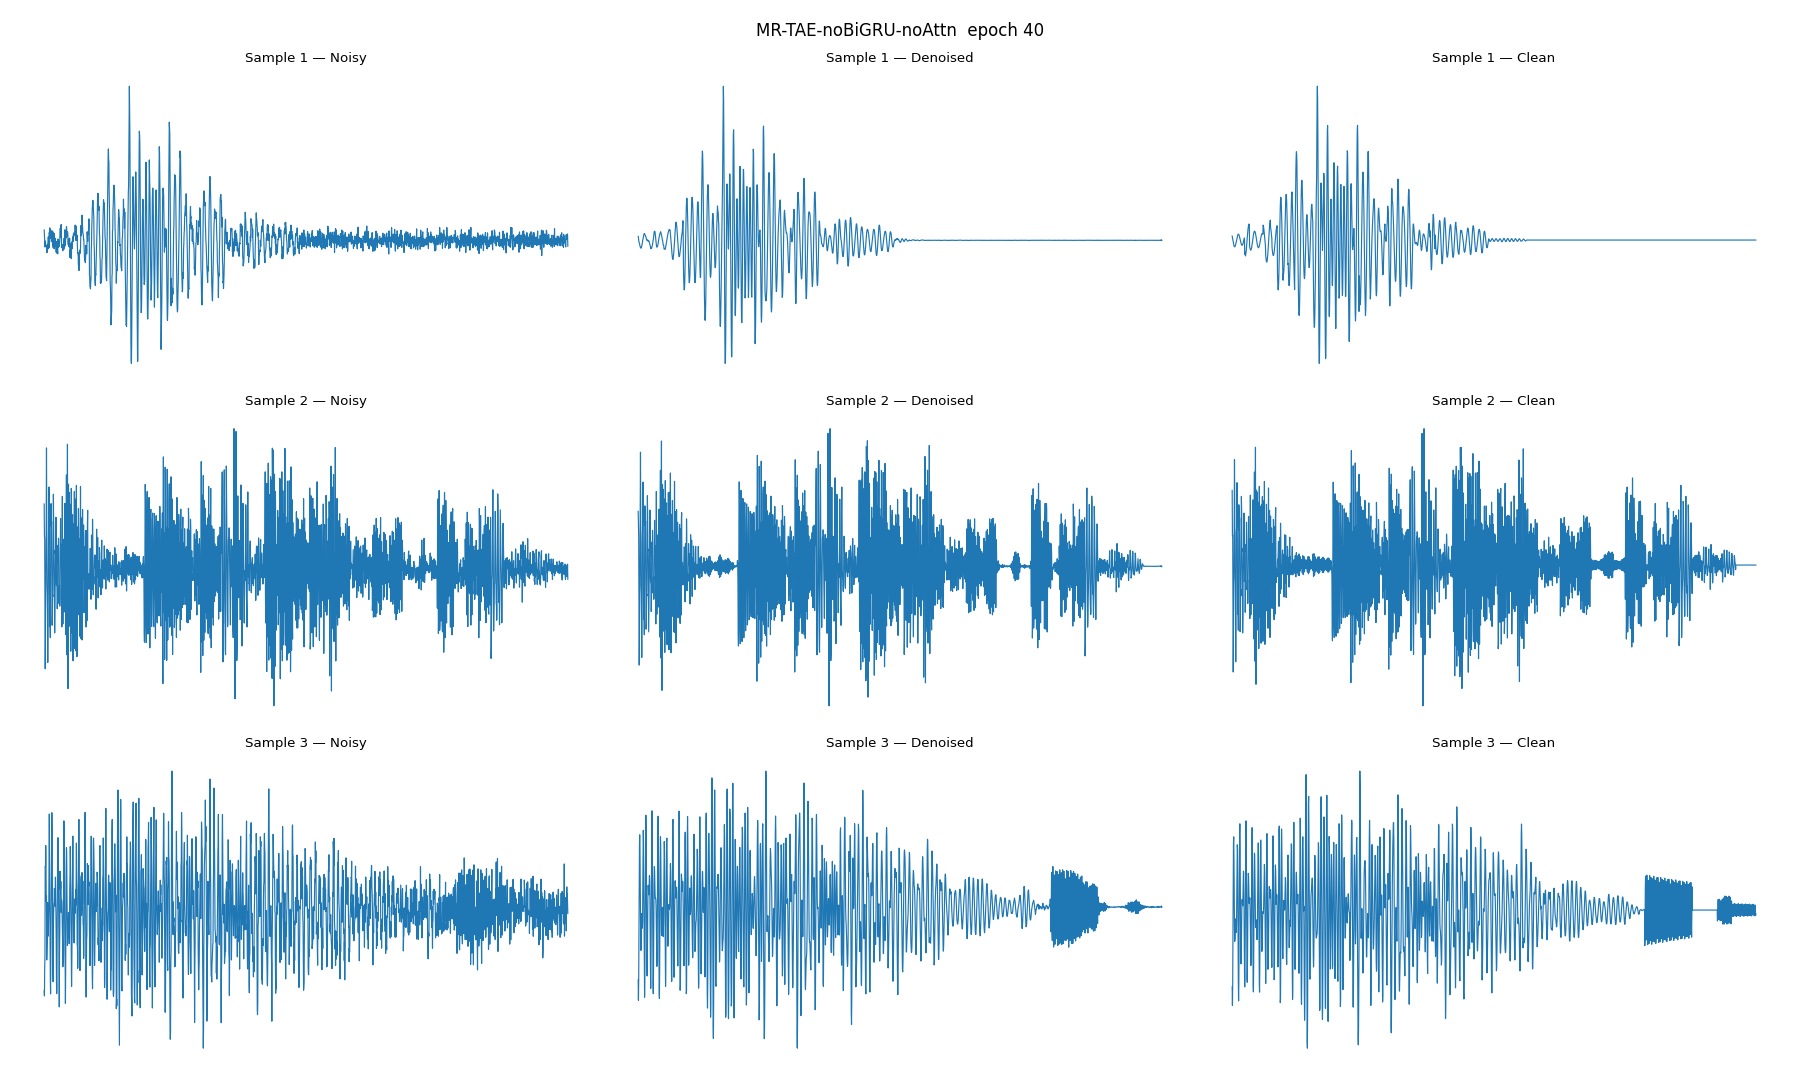 MR-TAE-noBiGRU-noAttn  epoch 40
Sample 1 — Noisy
Sample 1 — Denoised
Sample 1 — Clean
Sample 2 — Noisy
Sample 2 — Denoised
Sample 2 — Clean
Sample 3 — Noisy
Sample 3 — Denoised
Sample 3 — Clean